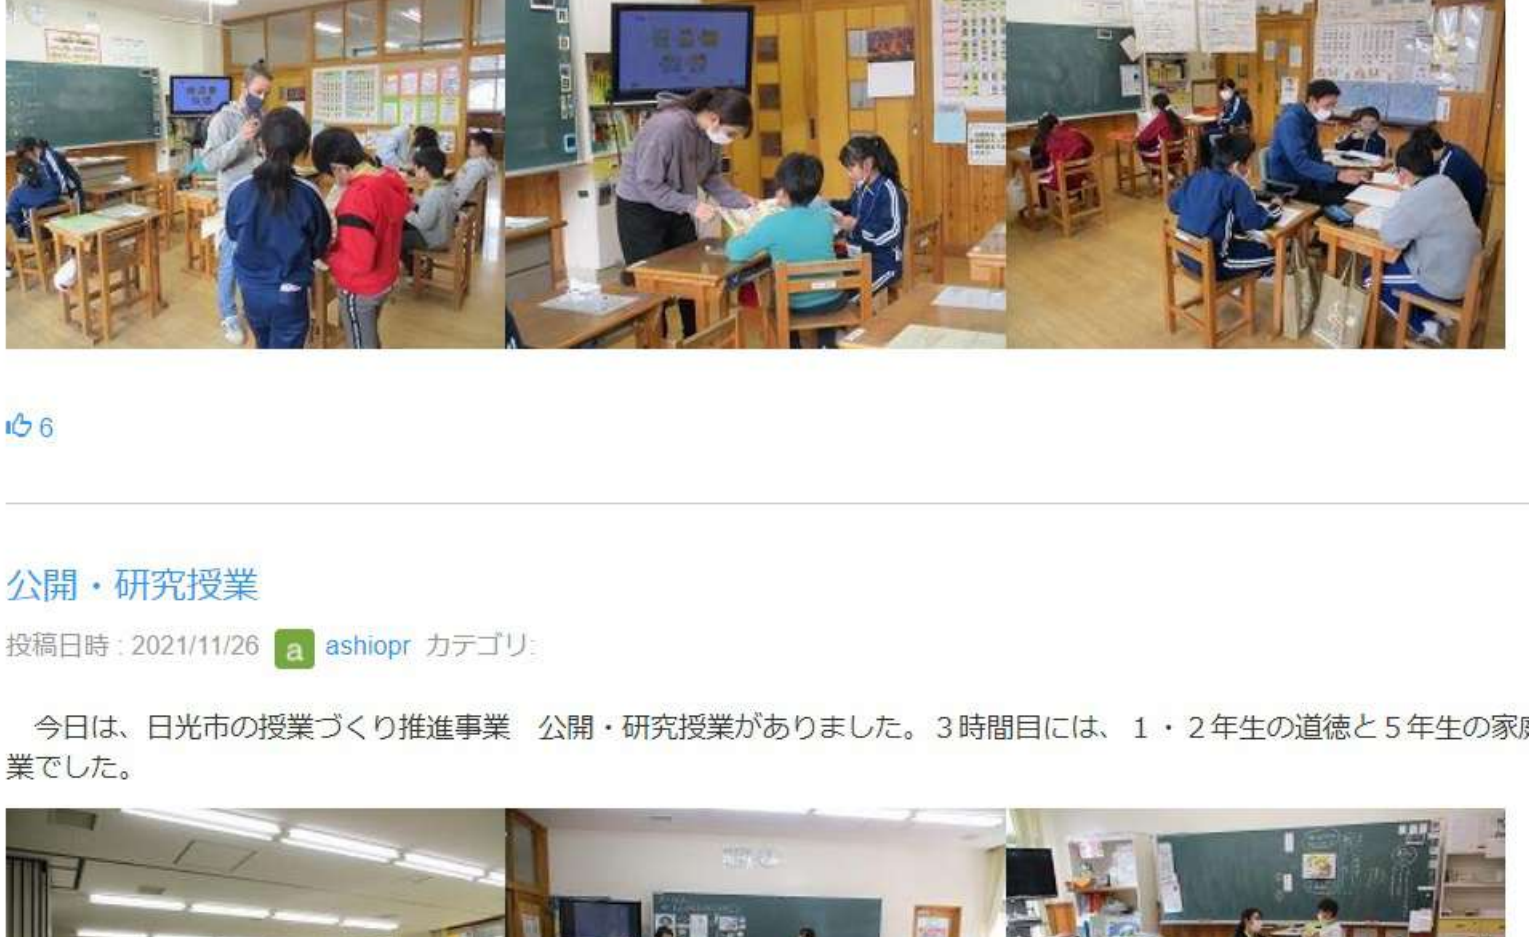 6
公開・研究授業
投稿日時 : 2021/11/26 a ashiopr カテゴリ:
今日は、日光市の授業づくり推進事業　公開・研究授業がありました。３時間目には、１・２年生の道徳と５年生の家
業でした。